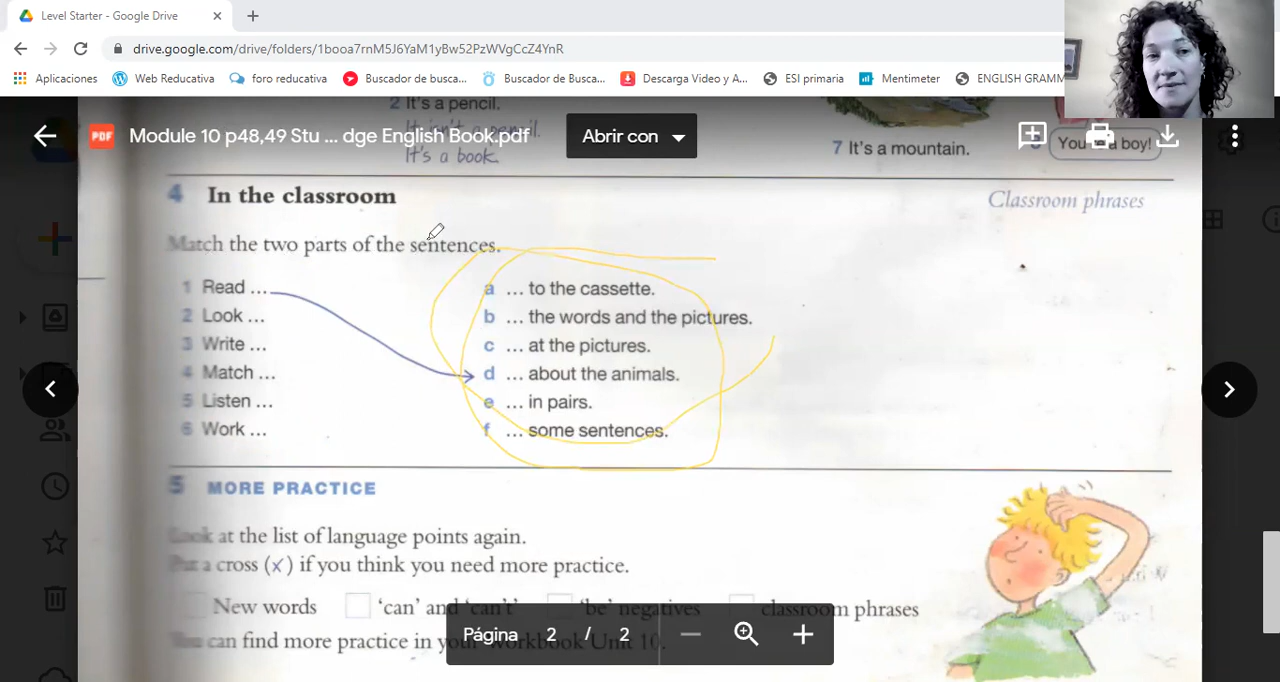 Level Starter - Google Drive
drive.google.com/drive/folders/1booa7rnM5J6YaM1yBw52PzWVgCcZ4YnR
Aplicaciones Web Reducativa foro reducativa Buscador de busca... Buscador de Busca... Descarga Video y A... ESI primaria Mentimeter ENGLISH GRAMM
2 It's a pencil.
PDF Module 10 p48,49 Stu ... dge English Book.pdf Abrir con
It isn't a pencil.
It's a book.
7 It's a mountain.
a boy!
4 In the classroom Classroom phrases
Match the two parts of the sentences.
1 Read ... a ... to the cassette.
2 Look ... b ... the words and the pictures.
3 Write ... c ... at the pictures.
4 Match ... d ... about the animals.
5 Listen ... e ... in pairs.
6 Work ... f ... some sentences.
5 MORE PRACTICE
Look at the list of language points again.
Put a cross (x) if you think you need more practice.
New words 'can' and 'can't' 'be' negatives classroom phrases
You can find more practice in your Workbook Unit 10.
Página 2 / 2